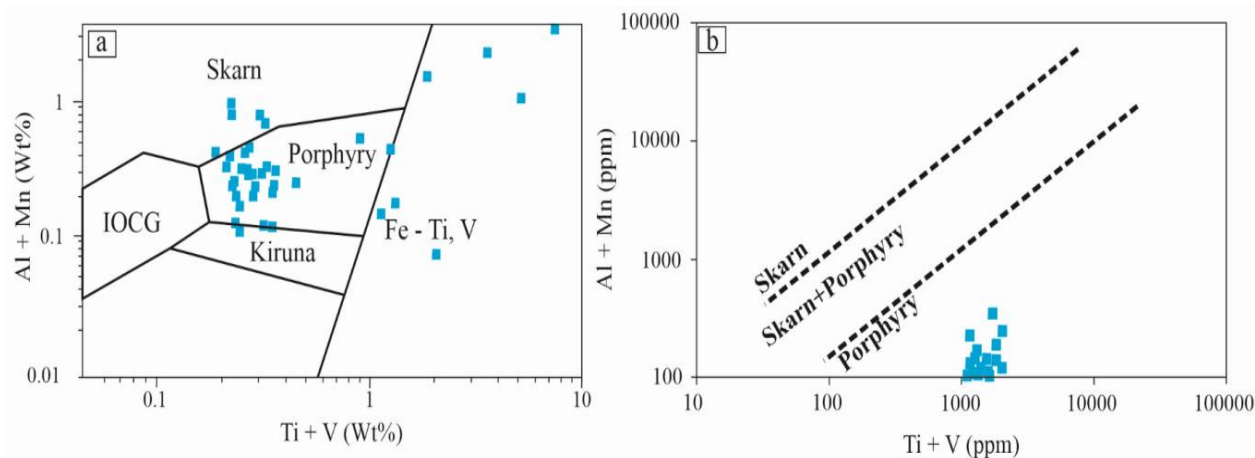 a
Skarn
Porphyry
IOCG
Kiruna
Fe - Ti, V
1
0.1
0.01
0.1
1
10
Al + Mn (Wt%)
Ti + V (Wt%)
b
100000
10000
1000
100
10
100
1000
10000
100000
Skarn
Skarn+Porphyry
Porphyry
Al + Mn (ppm)
Ti + V (ppm)